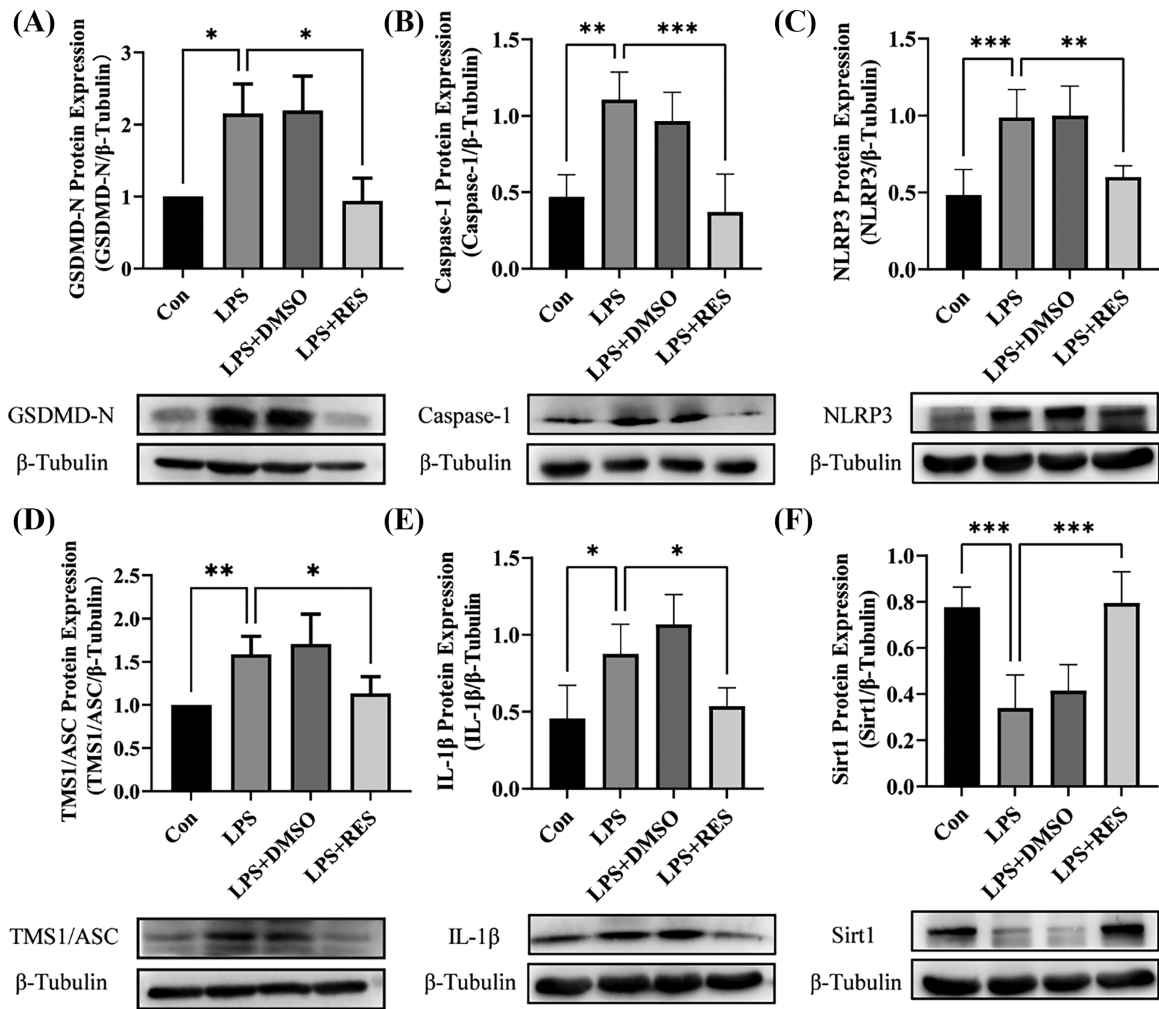 (A)
GSDMD-N Protein Expression
(GSDMD-N/β-Tubulin)
3
2
1
0
*
*
Con
LPS
LPS+DMSO
LPS+RES
GSDMD-N
β-Tubulin
(B)
Caspase-1 Protein Expression
(Caspase-1/β-Tubulin)
1.5
1.0
0.5
0.0
**
***
Con
LPS
LPS+DMSO
LPS+RES
Caspase-1
β-Tubulin
(C)
NLRP3 Protein Expression
(NLRP3/β-Tubulin)
1.5
1.0
0.5
0.0
***
**
Con
LPS
LPS+DMSO
LPS+RES
NLRP3
β-Tubulin
(D)
TMS1/ASC Protein Expression
(TMS1/ASC/β-Tubulin)
2.5
2.0
1.5
1.0
0.5
0.0
**
*
Con
LPS
LPS+DMSO
LPS+RES
TMS1/ASC
β-Tubulin
(E)
IL-1β Protein Expression
(IL-1β/β-Tubulin
1.5
1.0
0.5
0.0
*
*
Con
LPS
LPS+DMSO
LPS+RES
IL-1β
β-Tubulin
(F)
Sirt1 Protein Expression
(Sirt1/β-Tubulin)
1.0
0.8
0.6
0.4
0.2
0.0
***
***
Con
LPS
LPS+DMSO
LPS+RES
Sirt1
β-Tubulin